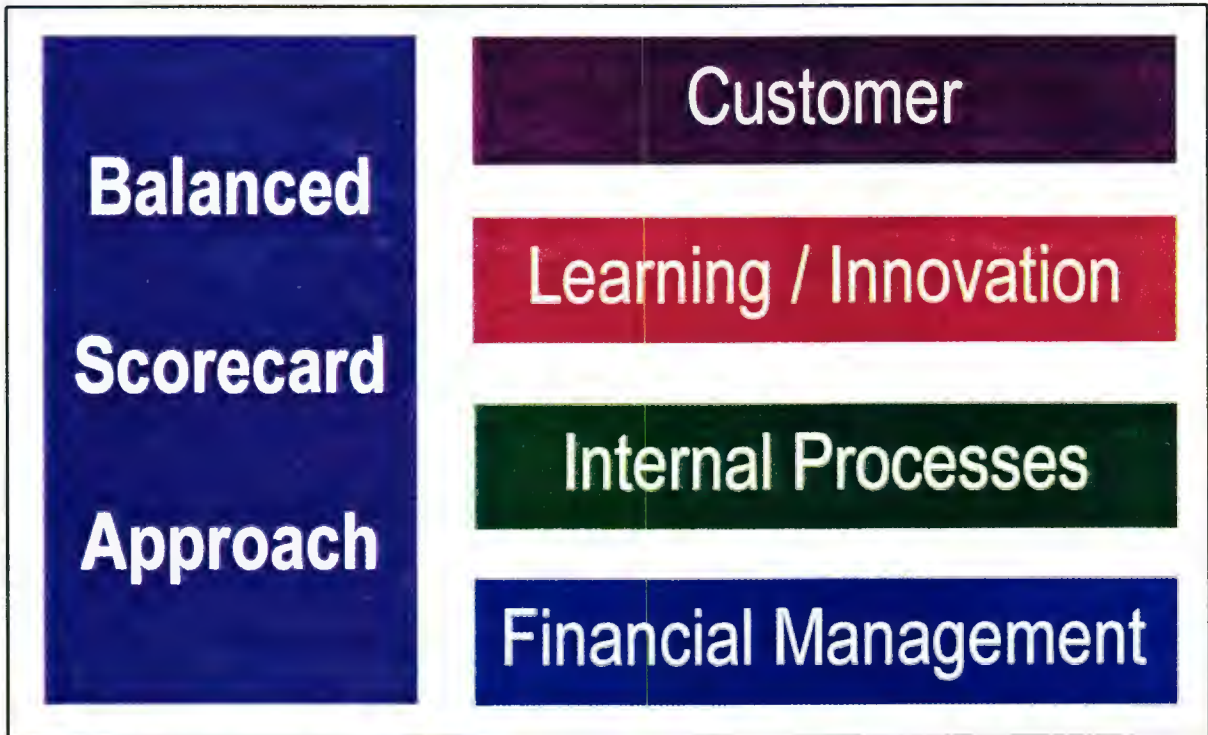 Balanced
Scorecard
Approach
Customer
Learning / Innovation
Internal Processes
Financial Management